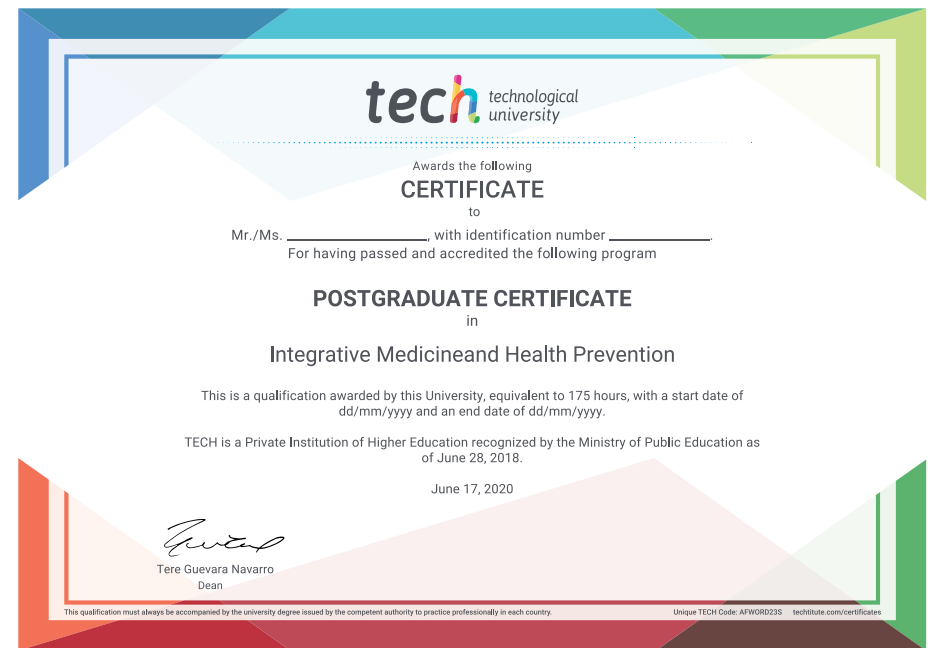 tech technological
university
Awards the following
CERTIFICATE
to
Mr./Ms. ____________________, with identification number ______________.
For having passed and accredited the following program
POSTGRADUATE CERTIFICATE
in
Integrative Medicineand Health Prevention
This is a qualification awarded by this University, equivalent to 175 hours, with a start date of
dd/mm/yyyy and an end date of dd/mm/yyyy.
TECH is a Private Institution of Higher Education recognized by the Ministry of Public Education as
of June 28, 2018.
June 17, 2020
Tere Guevara Navarro
Dean
This qualification must always be accompanied by the university degree issued by the competent authority to practice professionally in each country. Unique TECH Code: AFWORD23S techtitute.com/certificates